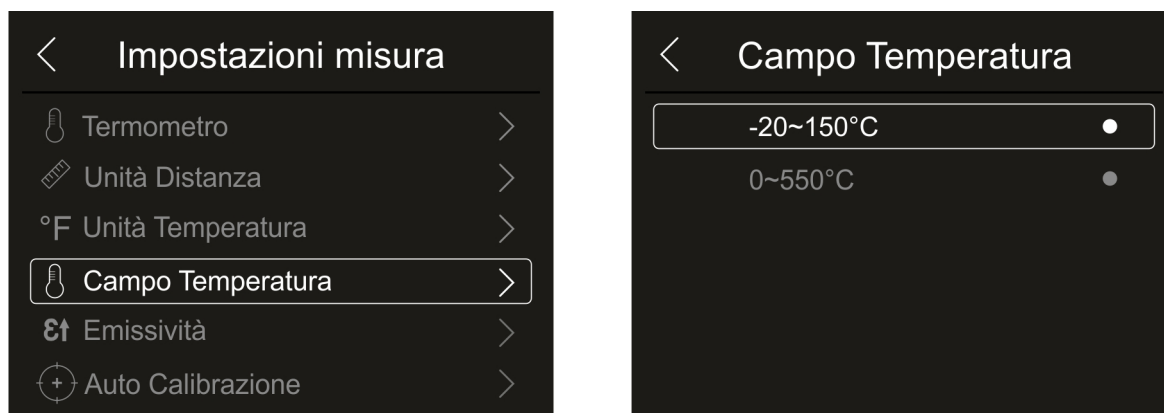 Impostazioni misura
Termometro
Unità Distanza
°F Unità Temperatura
Campo Temperatura
Ɛ Emissività
Auto Calibrazione
Campo Temperatura
-20~150°C
0~550°C